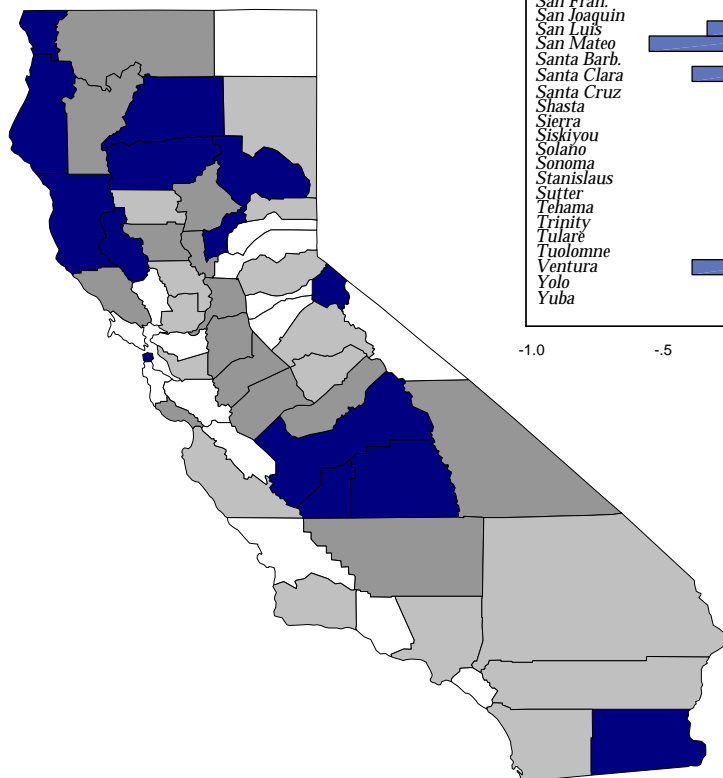 San Fran.
San Joaquin
San Luis
San Mateo
Santa Barb.
Santa Clara
Santa Cruz
Shasta
Sierra
Siskiyou
Solano
Sonoma
Stanislaus
Sutter
Tehama
Trinity
Tulare
Tuolomne
Ventura
Yolo
Yuba
-1.0 -.5